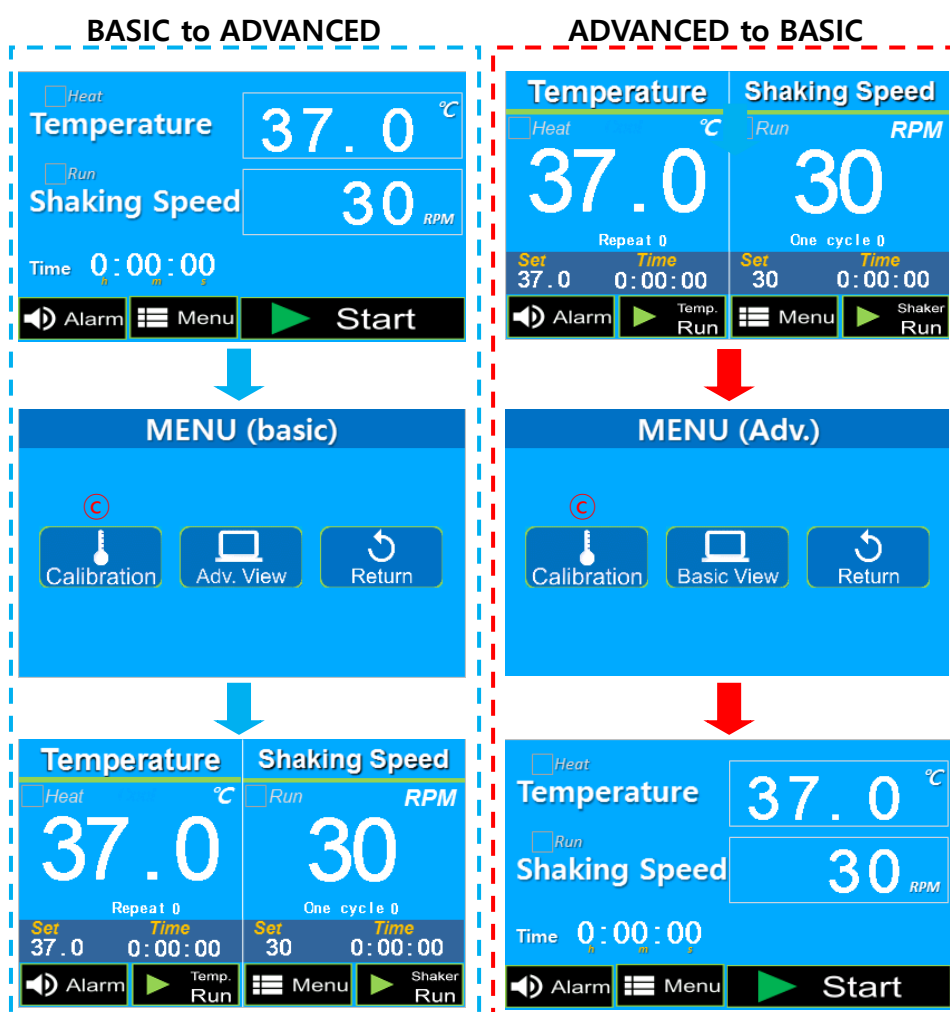 BASIC to ADVANCED
Heat
Temperature
37.0
℃
Run
Shaking Speed
30
RPM
Time 0:00:00
h m s
Alarm Menu Start
MENU (basic)
C
Calibration Adv. View Return
Temperature Shaking Speed
Heat ℃ Run RPM
37.0 30
Repeat 0 One cycle 0
Set Time Set Time
37.0 0:00:00 30 0:00:00
Alarm Temp. Run Menu Shaker Run
ADVANCED to BASIC
Temperature Shaking Speed
Heat ℃ Run RPM
37.0 30
Repeat 0 One cycle 0
Set Time Set Time
37.0 0:00:00 30 0:00:00
Alarm Temp. Run Menu Shaker Run
MENU (Adv.)
C
Calibration Basic View Return
Heat
Temperature
37.0
℃
Run
Shaking Speed
30
RPM
Time 0:00:00
h m s
Alarm Menu Start